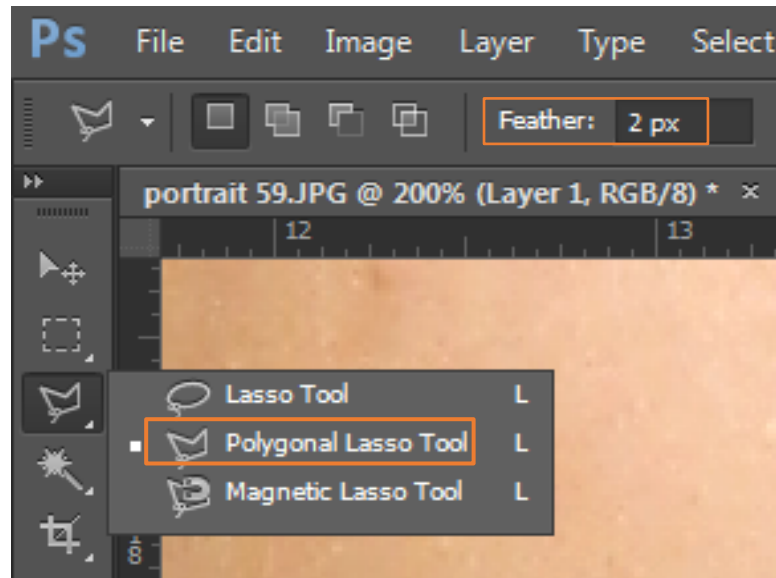 Ps File Edit Image Layer Type Select
Feather: 2 px
portrait 59.JPG @ 200% (Layer 1, RGB/8) * ×
12 13
Lasso Tool L
Polygonal Lasso Tool L
Magnetic Lasso Tool L
8